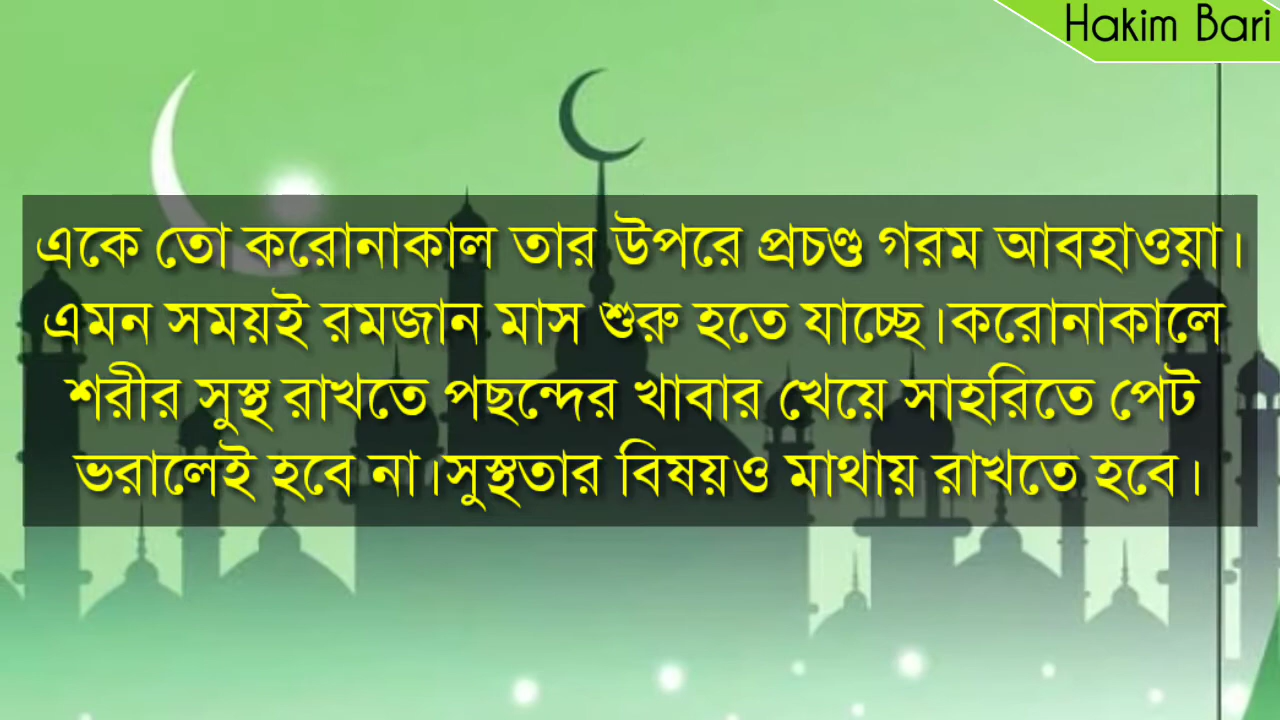 Hakim Bari
একে তো করোনাকাল তার উপরে প্রচণ্ড গরম আবহাওয়া।
এমন সময়ই রমজান মাস শুরু হতে যাচ্ছে।করোনাকালে
শরীর সুস্থ রাখতে পছন্দের খাবার খেয়ে সাহরিতে পেট
ভরালেই হবে না।সুস্থতার বিষয়ও মাথায় রাখতে হবে।